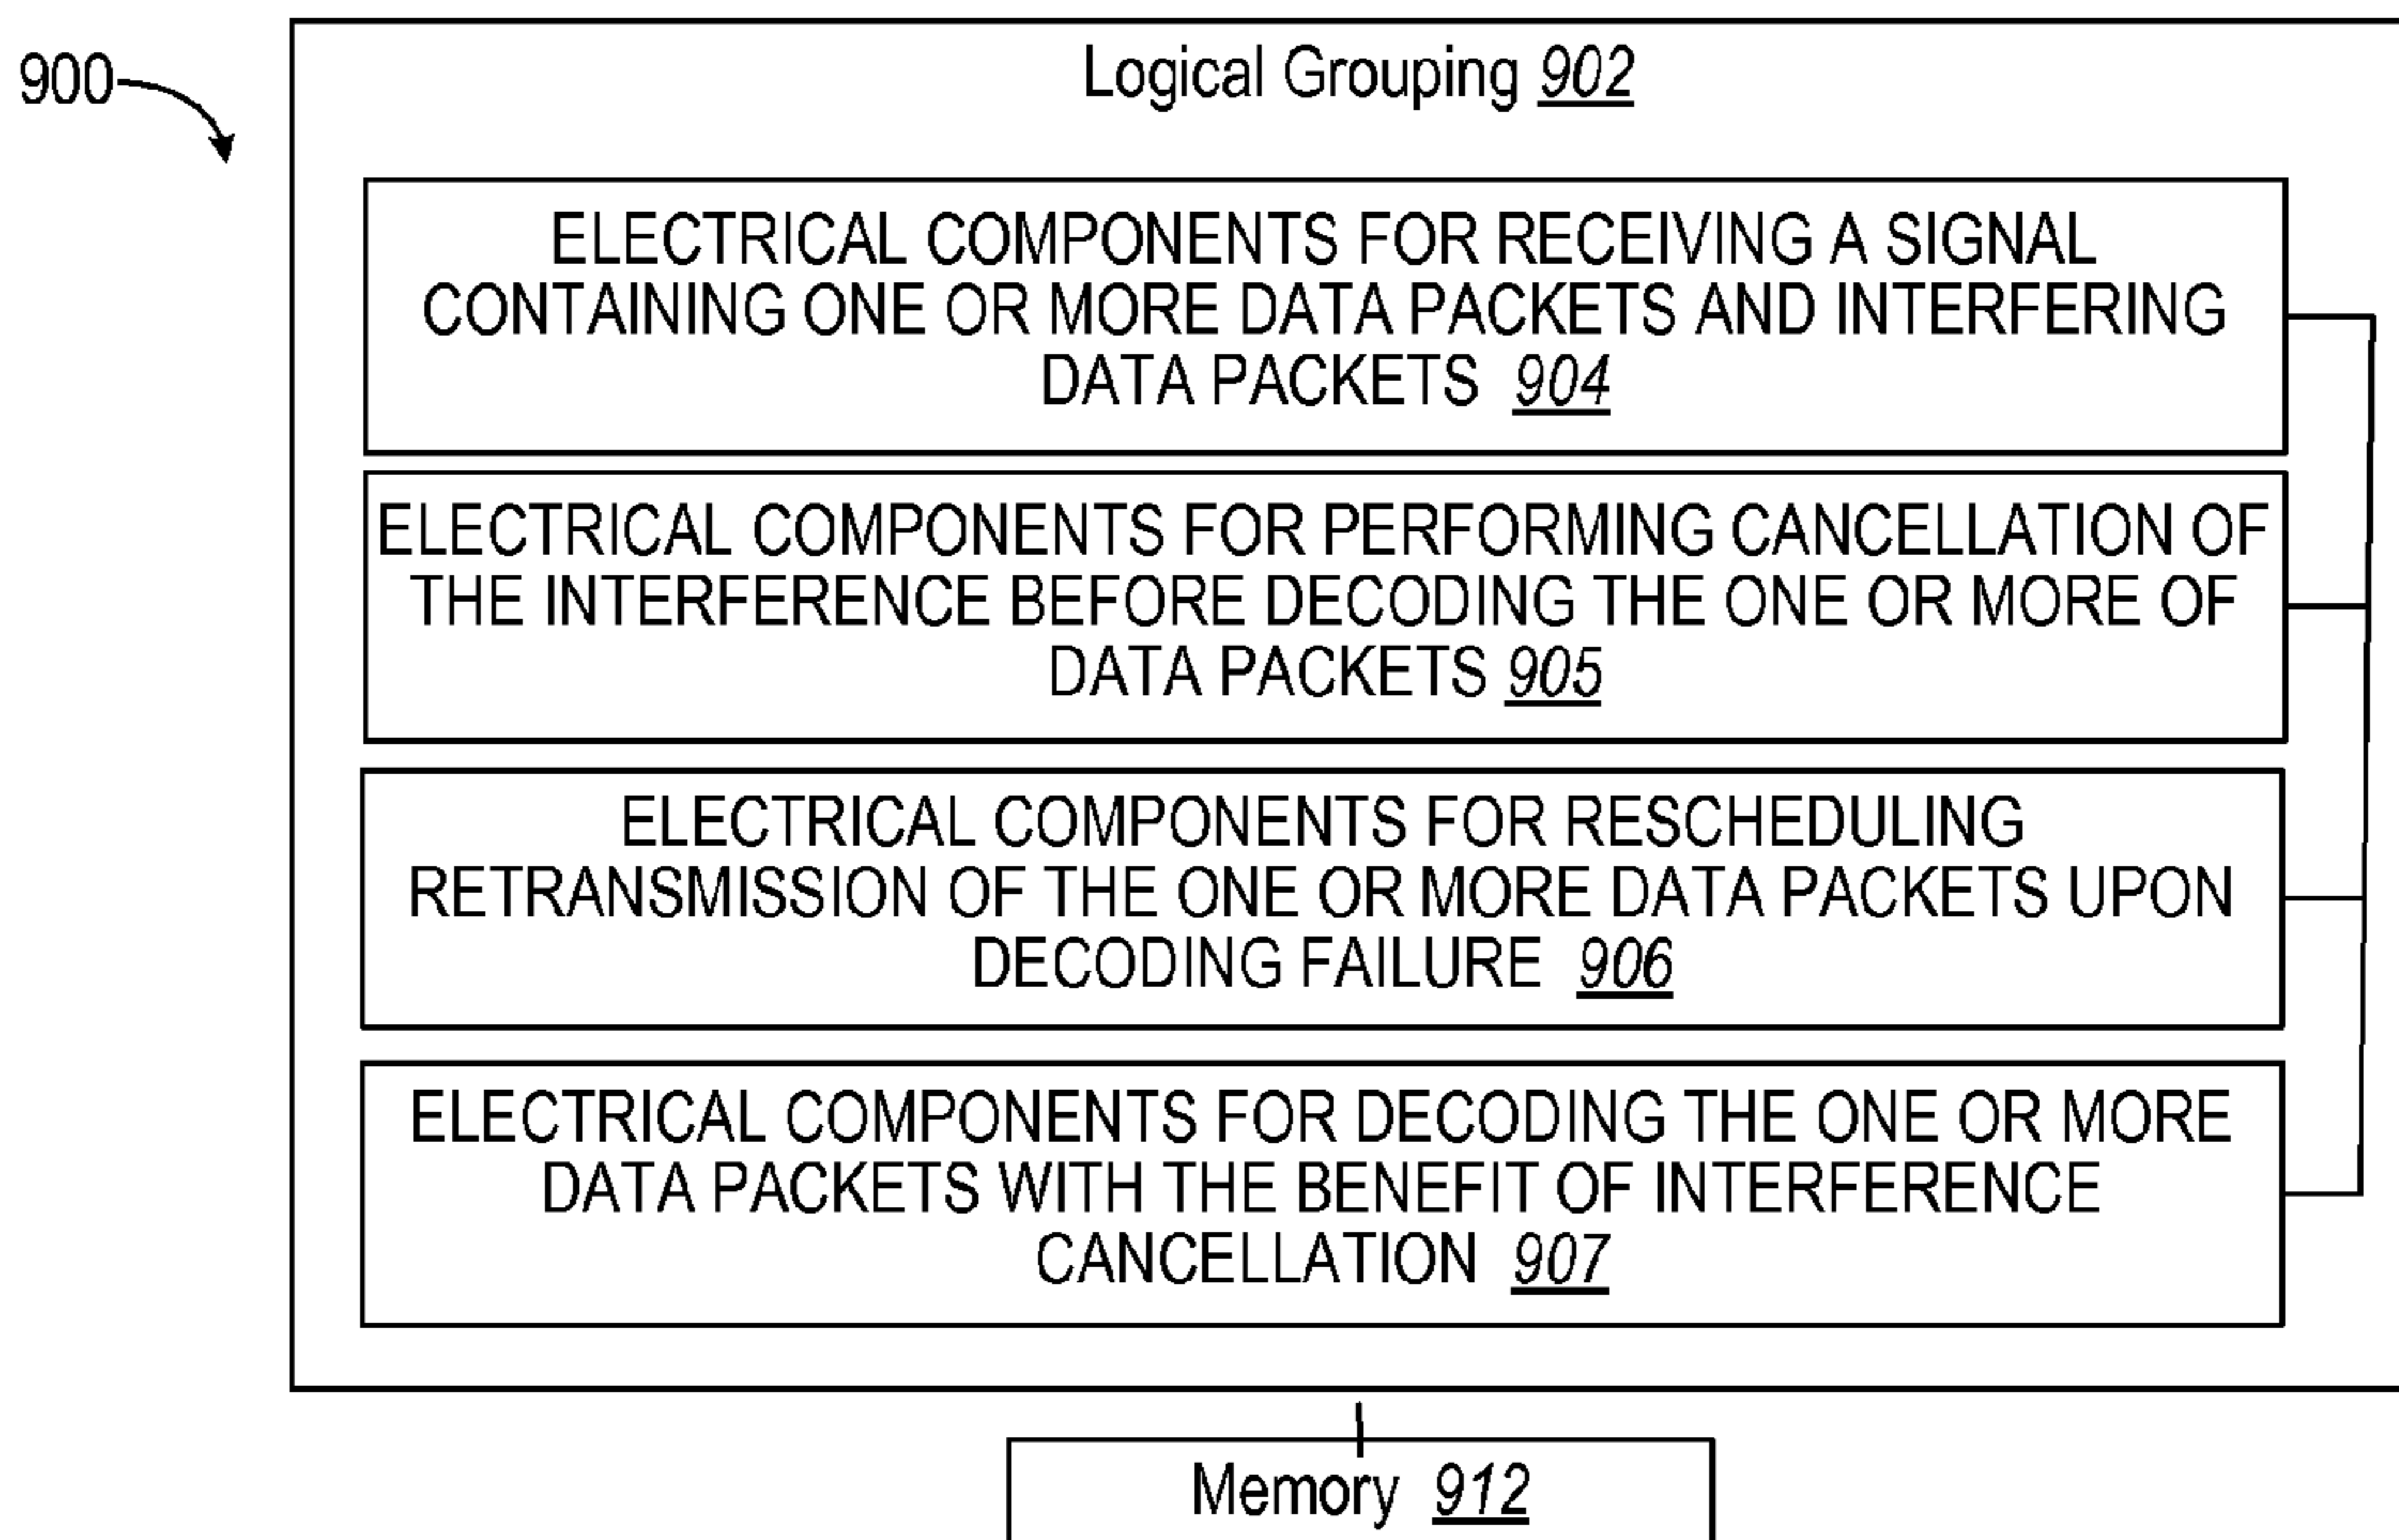 900
Logical Grouping 902
ELECTRICAL COMPONENTS FOR RECEIVING A SIGNAL
CONTAINING ONE OR MORE DATA PACKETS AND INTERFERING
DATA PACKETS 904
ELECTRICAL COMPONENTS FOR PERFORMING CANCELLATION OF
THE INTERFERENCE BEFORE DECODING THE ONE OR MORE OF
DATA PACKETS 905
ELECTRICAL COMPONENTS FOR RESCHEDULING
RETRANSMISSION OF THE ONE OR MORE DATA PACKETS UPON
DECODING FAILURE 906
ELECTRICAL COMPONENTS FOR DECODING THE ONE OR MORE
DATA PACKETS WITH THE BENEFIT OF INTERFERENCE
CANCELLATION 907
Memory 912